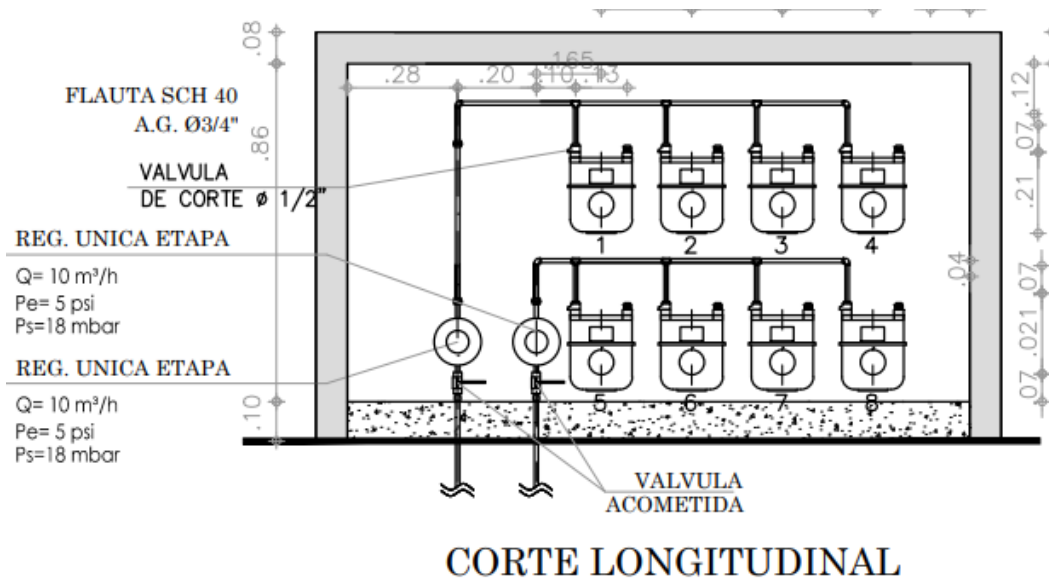 .08
.165
.28
.20
.10
.13
.12
FLAUTA SCH 40
A.G. Ø3/4"
.86
.07
VALVULA
DE CORTE ø 1/2"
.21
REG. UNICA ETAPA
1
2
3
4
Q= 10 m³/h
Pe= 5 psi
Ps=18 mbar
.04
.07
.021
REG. UNICA ETAPA
Q= 10 m³/h
Pe= 5 psi
Ps=18 mbar
.10
5
6
7
8
.07
VALVULA
ACOMETIDA
CORTE LONGITUDINAL